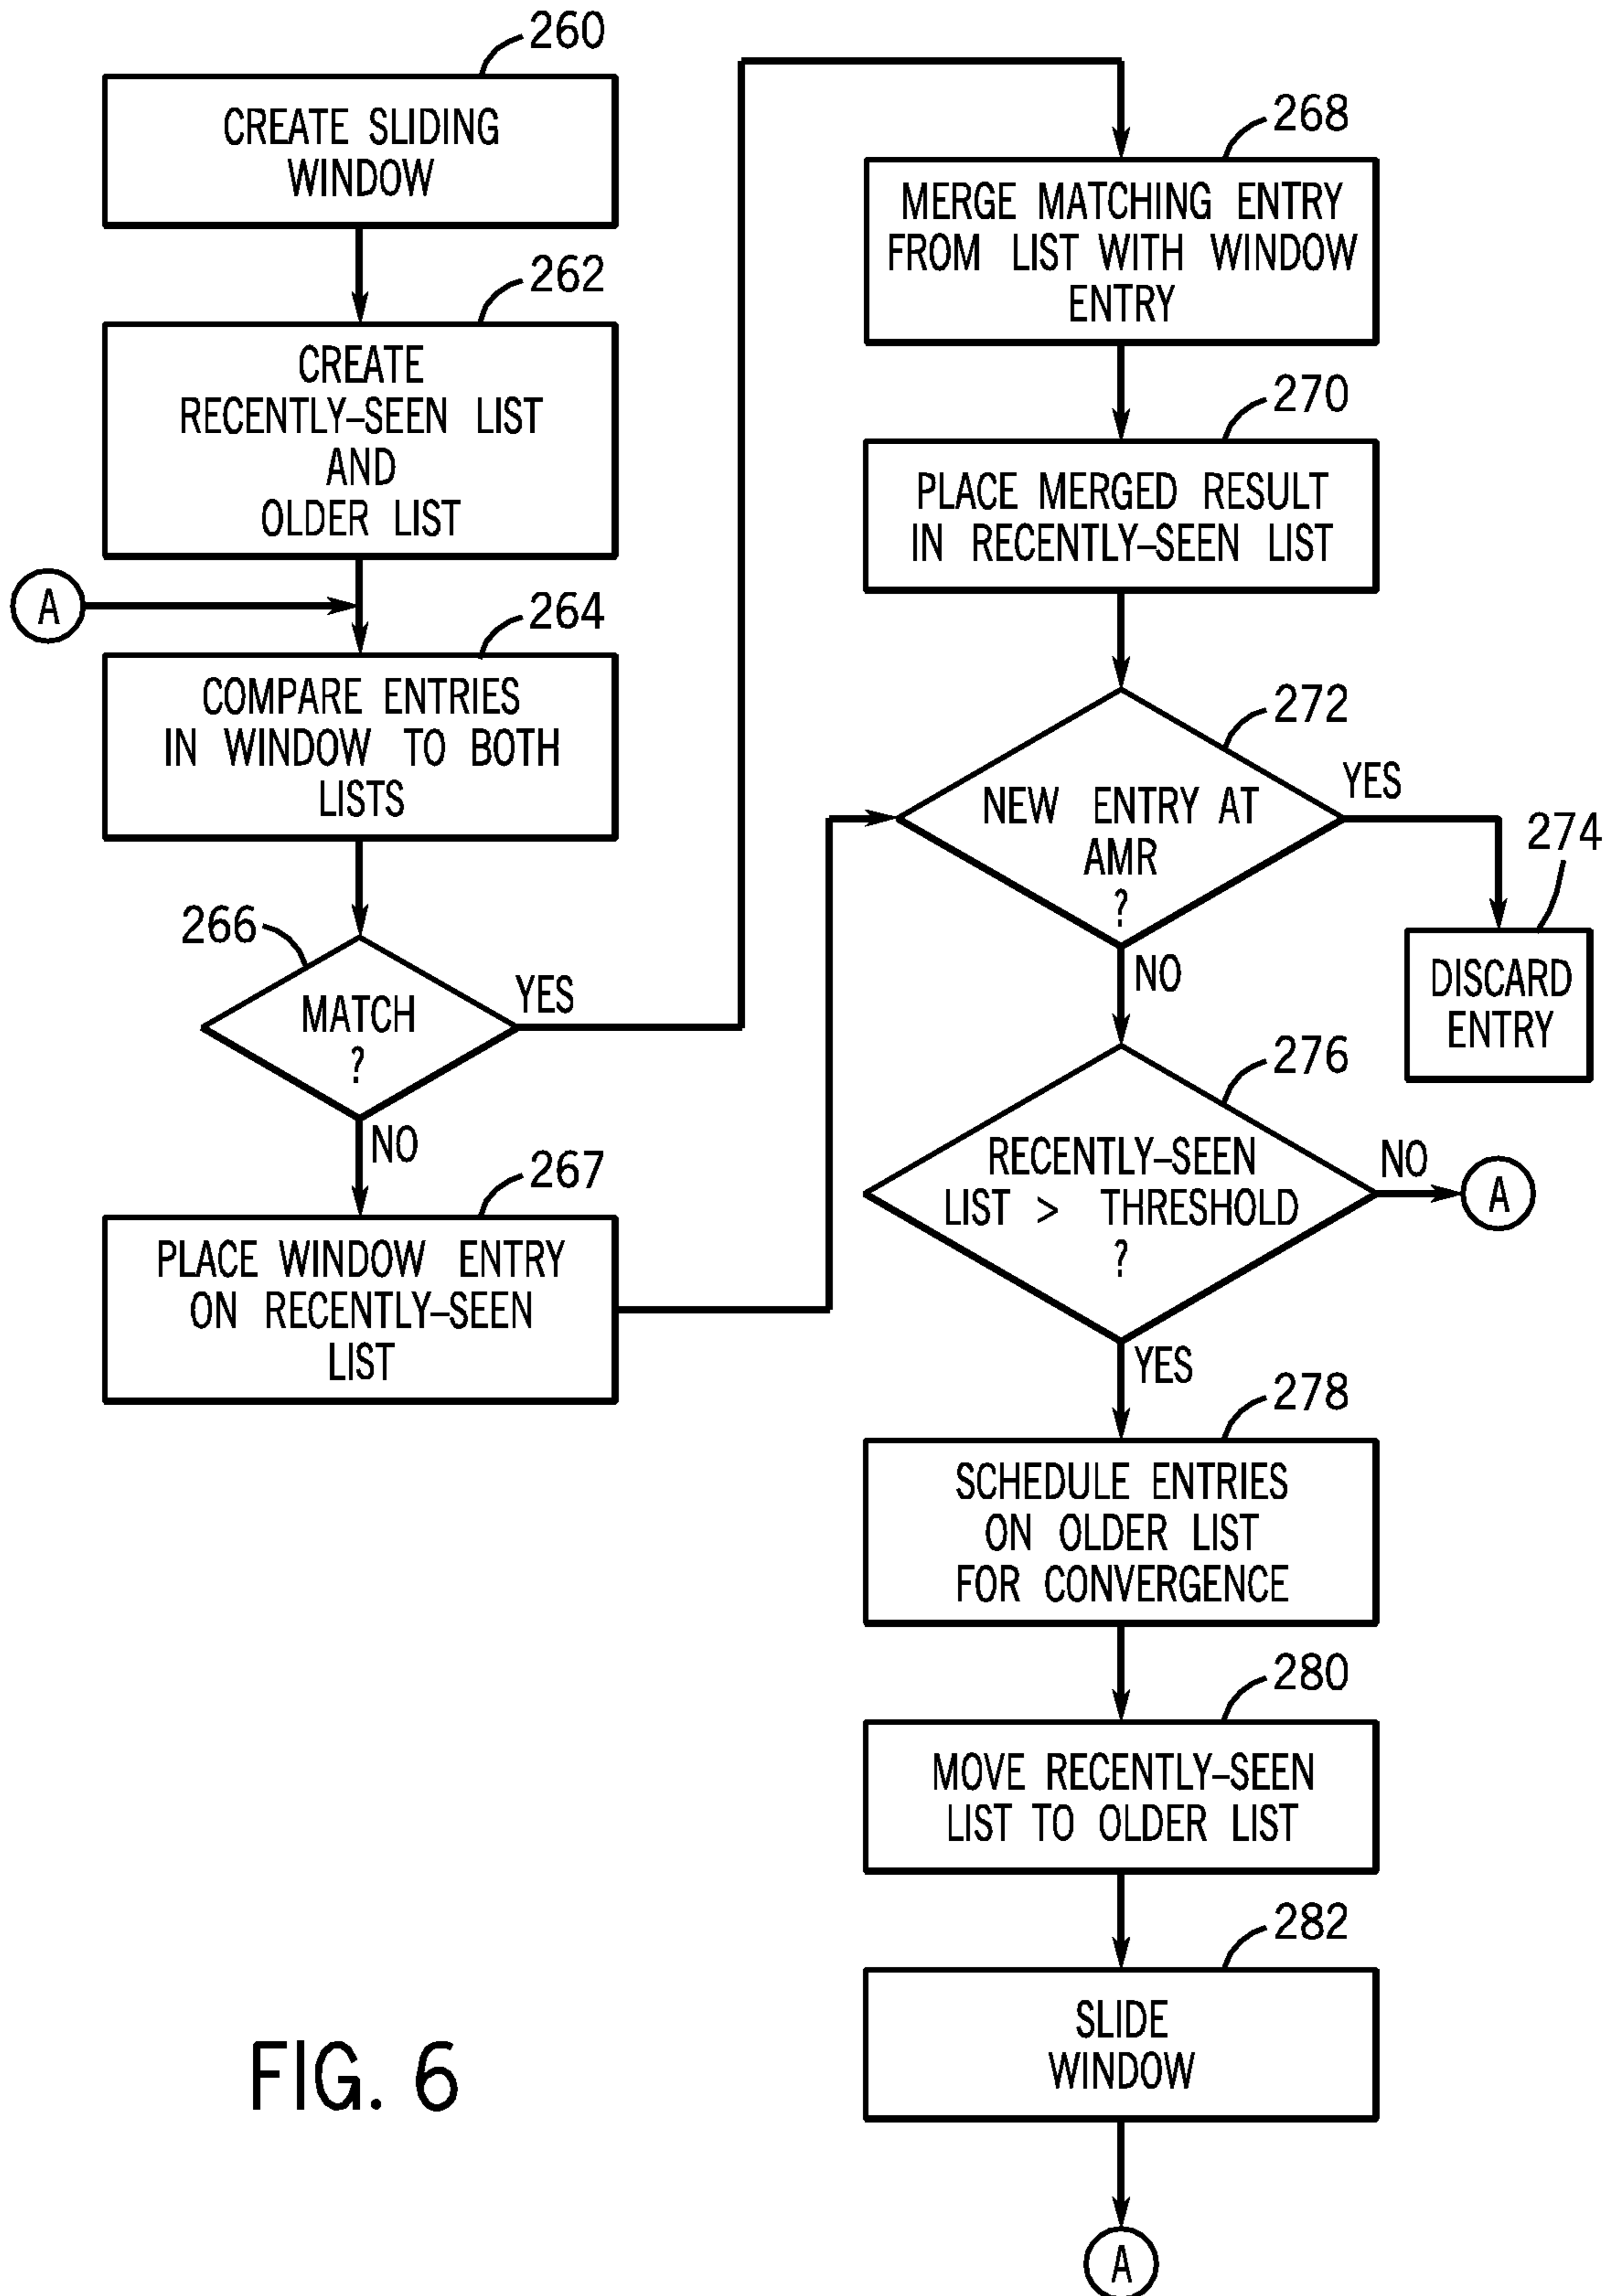 260
CREATE SLIDING
WINDOW
262
CREATE
RECENTLY–SEEN LIST
AND
OLDER LIST
A
264
COMPARE ENTRIES
IN WINDOW TO BOTH
LISTS
266
MATCH
?
YES
NO
267
PLACE WINDOW ENTRY
ON RECENTLY–SEEN
LIST
268
MERGE MATCHING ENTRY
FROM LIST WITH WINDOW
ENTRY
270
PLACE MERGED RESULT
IN RECENTLY–SEEN LIST
272
NEW ENTRY AT
AMR
?
YES
274
DISCARD
ENTRY
NO
276
RECENTLY–SEEN
LIST > THRESHOLD
?
NO
A
YES
278
SCHEDULE ENTRIES
ON OLDER LIST
FOR CONVERGENCE
280
MOVE RECENTLY–SEEN
LIST TO OLDER LIST
282
SLIDE
WINDOW
A
FIG. 6